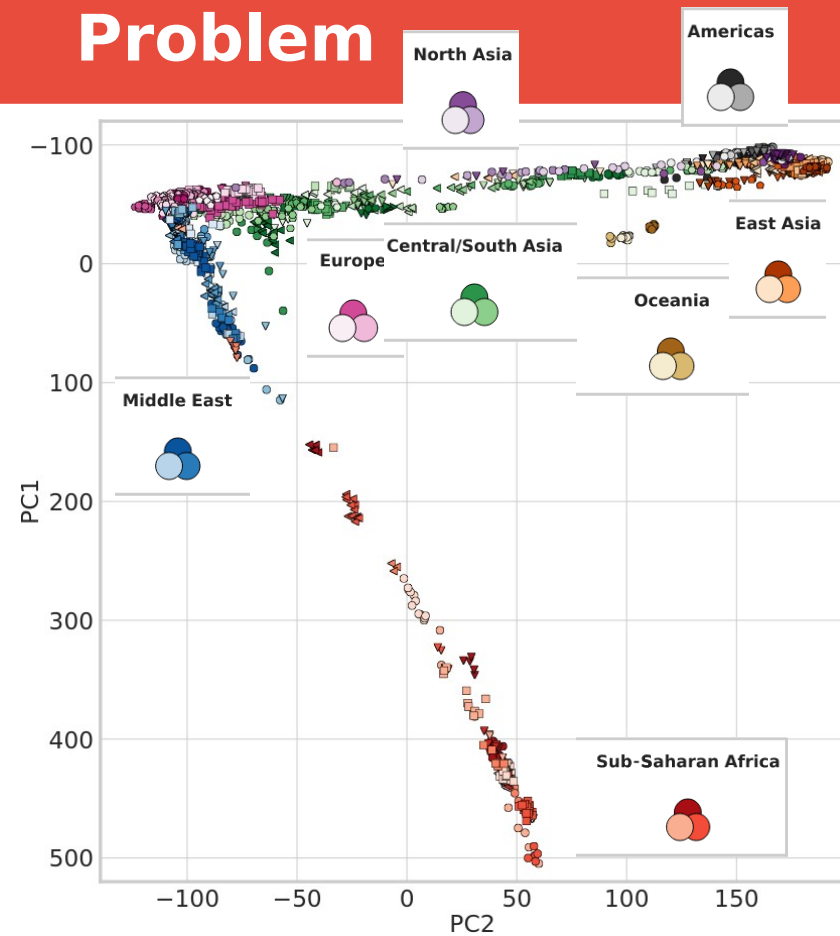 Problem
North Asia
Americas
−100
0
100
200
300
400
500
PC1
East Asia
Central/South Asia
Europe
Oceania
Middle East
Sub-Saharan Africa
−100
−50
0
50
100
150
PC2